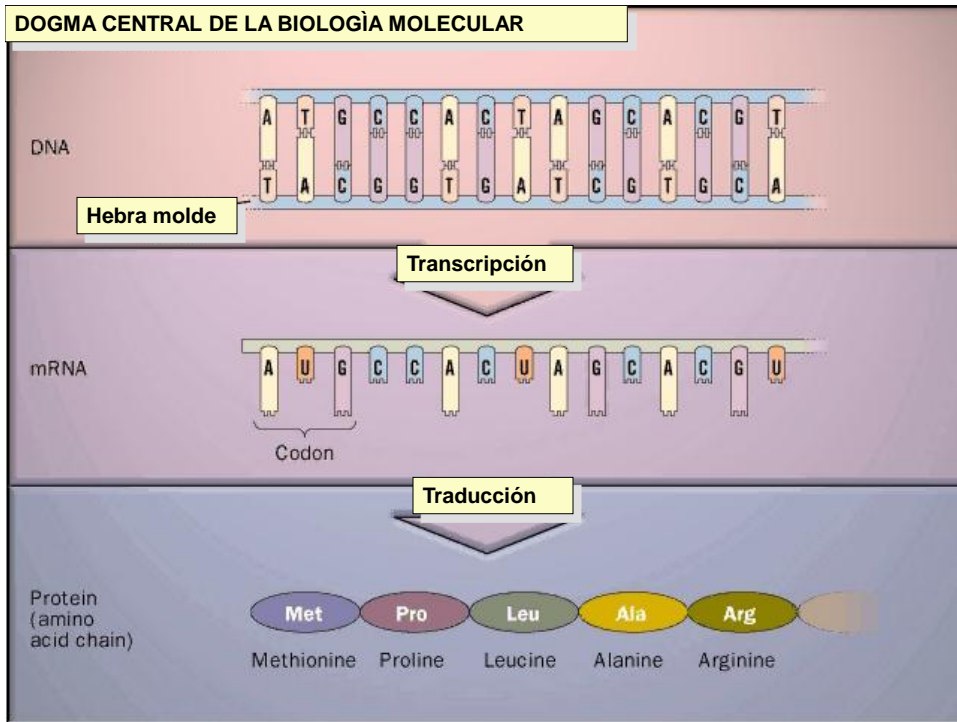 DOGMA CENTRAL DE LA BIOLOGÌA MOLECULAR
A T G C C A C T A G C A C G T
DNA
T A C G G T G A T C G T G C A
Hebra molde
Transcripción
A U G C C A C U A G C A C G U
mRNA
Codon
Traducción
Protein
(amino
acid chain)
Met Pro Leu Ala Arg
Methionine Proline Leucine Alanine Arginine